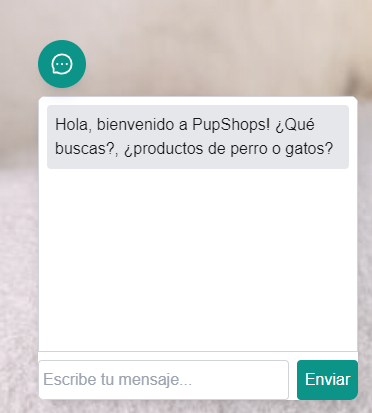 Hola, bienvenido a PupShops! ¿Qué
buscas?, ¿productos de perro o gatos?
Escribe tu mensaje...
Enviar